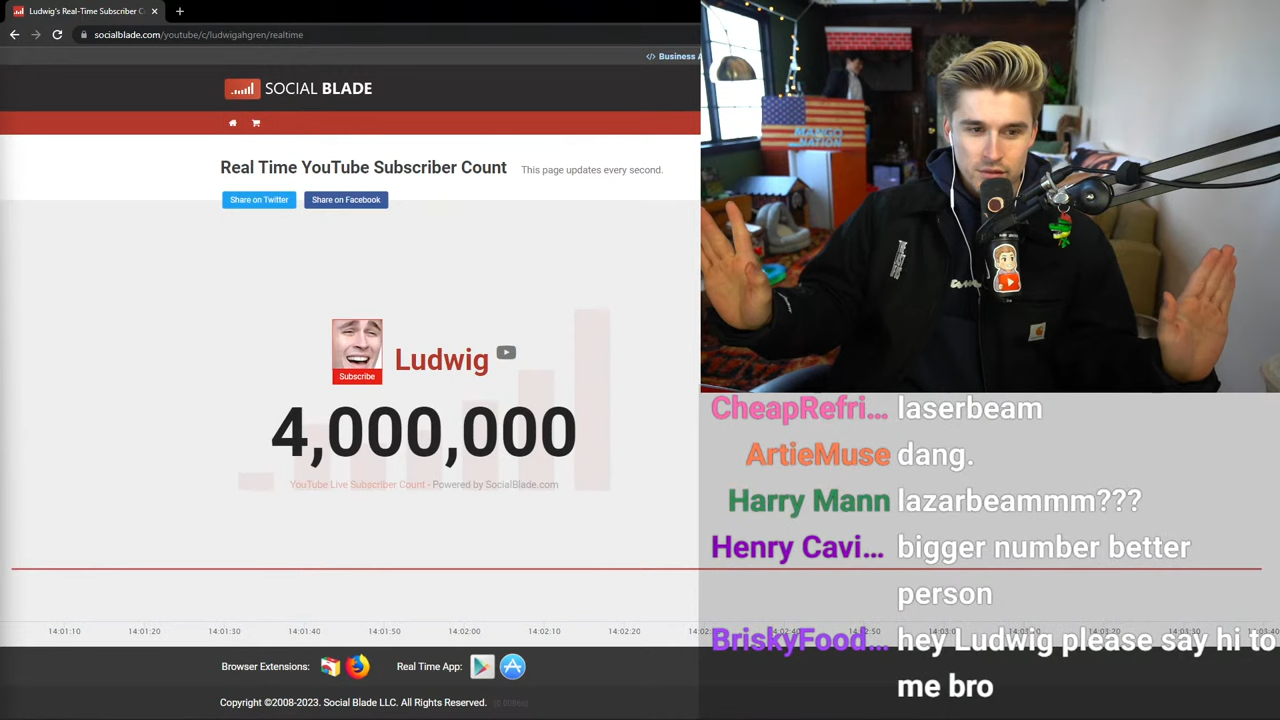 Ludwig's Real-Time Subscriber C
socialblade.com/youtube/c/ludwigahgren/realtime
Business A
SOCIAL BLADE
Real Time YouTube Subscriber Count
This page updates every second.
Share on Twitter
Share on Facebook
MANGO
NATION
Subscribe
Ludwig
4,000,000
YouTube Live Subscriber Count - Powered by SocialBlade.com
CheapRefri... laserbeam
ArtieMuse dang.
Harry Mann lazarbeammm???
Henry Cavi... bigger number better
person
BriskyFood... hey Ludwig please say hi to
me bro
14:01:10 14:01:20 14:01:30 14:01:40 14:01:50 14:02:00 14:02:10 14:02:20
Browser Extensions:
Real Time App:
Copyright ©2008-2023. Social Blade LLC. All Rights Reserved.